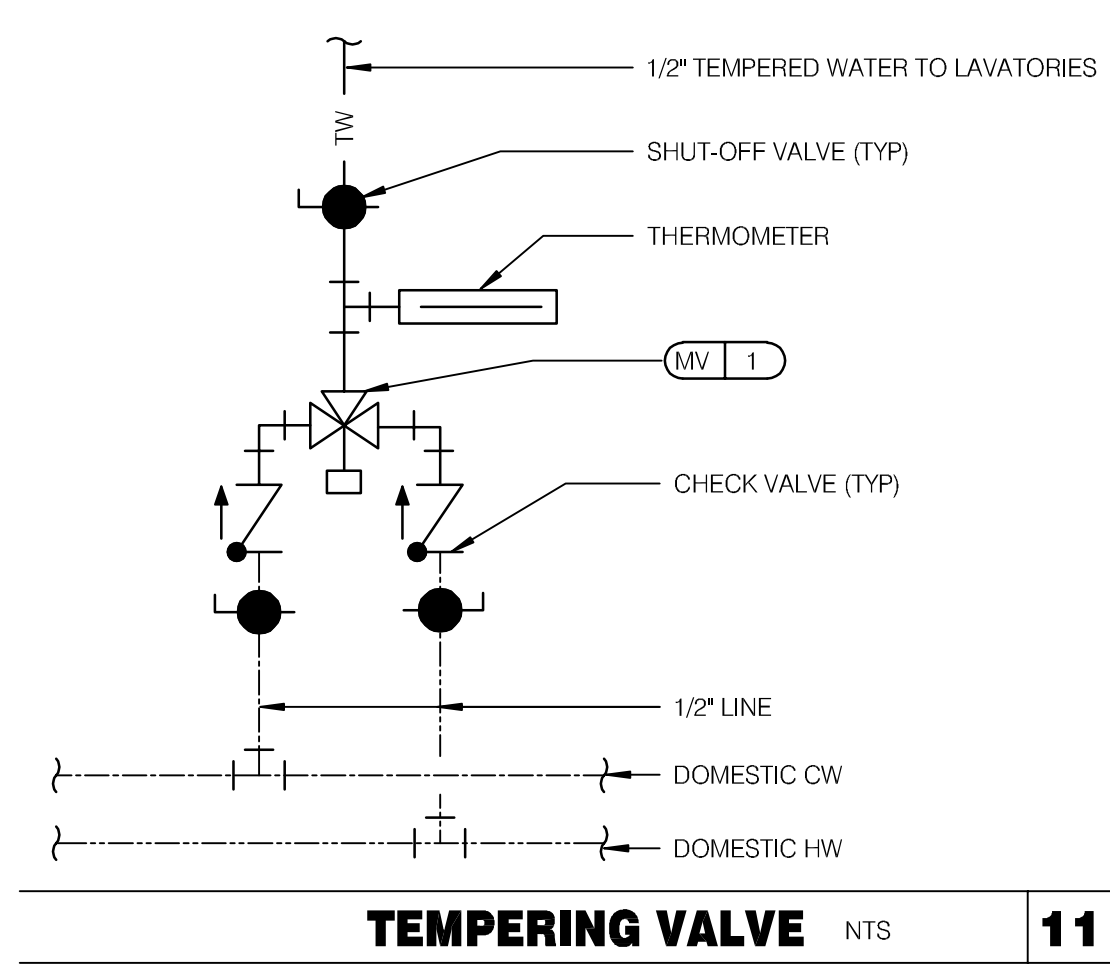 1/2" TEMPERED WATER TO LAVATORIES
TW
SHUT-OFF VALVE (TYP)
THERMOMETER
MV 1
CHECK VALVE (TYP)
1/2" LINE
DOMESTIC CW
DOMESTIC HW
TEMPERING VALVE NTS 11